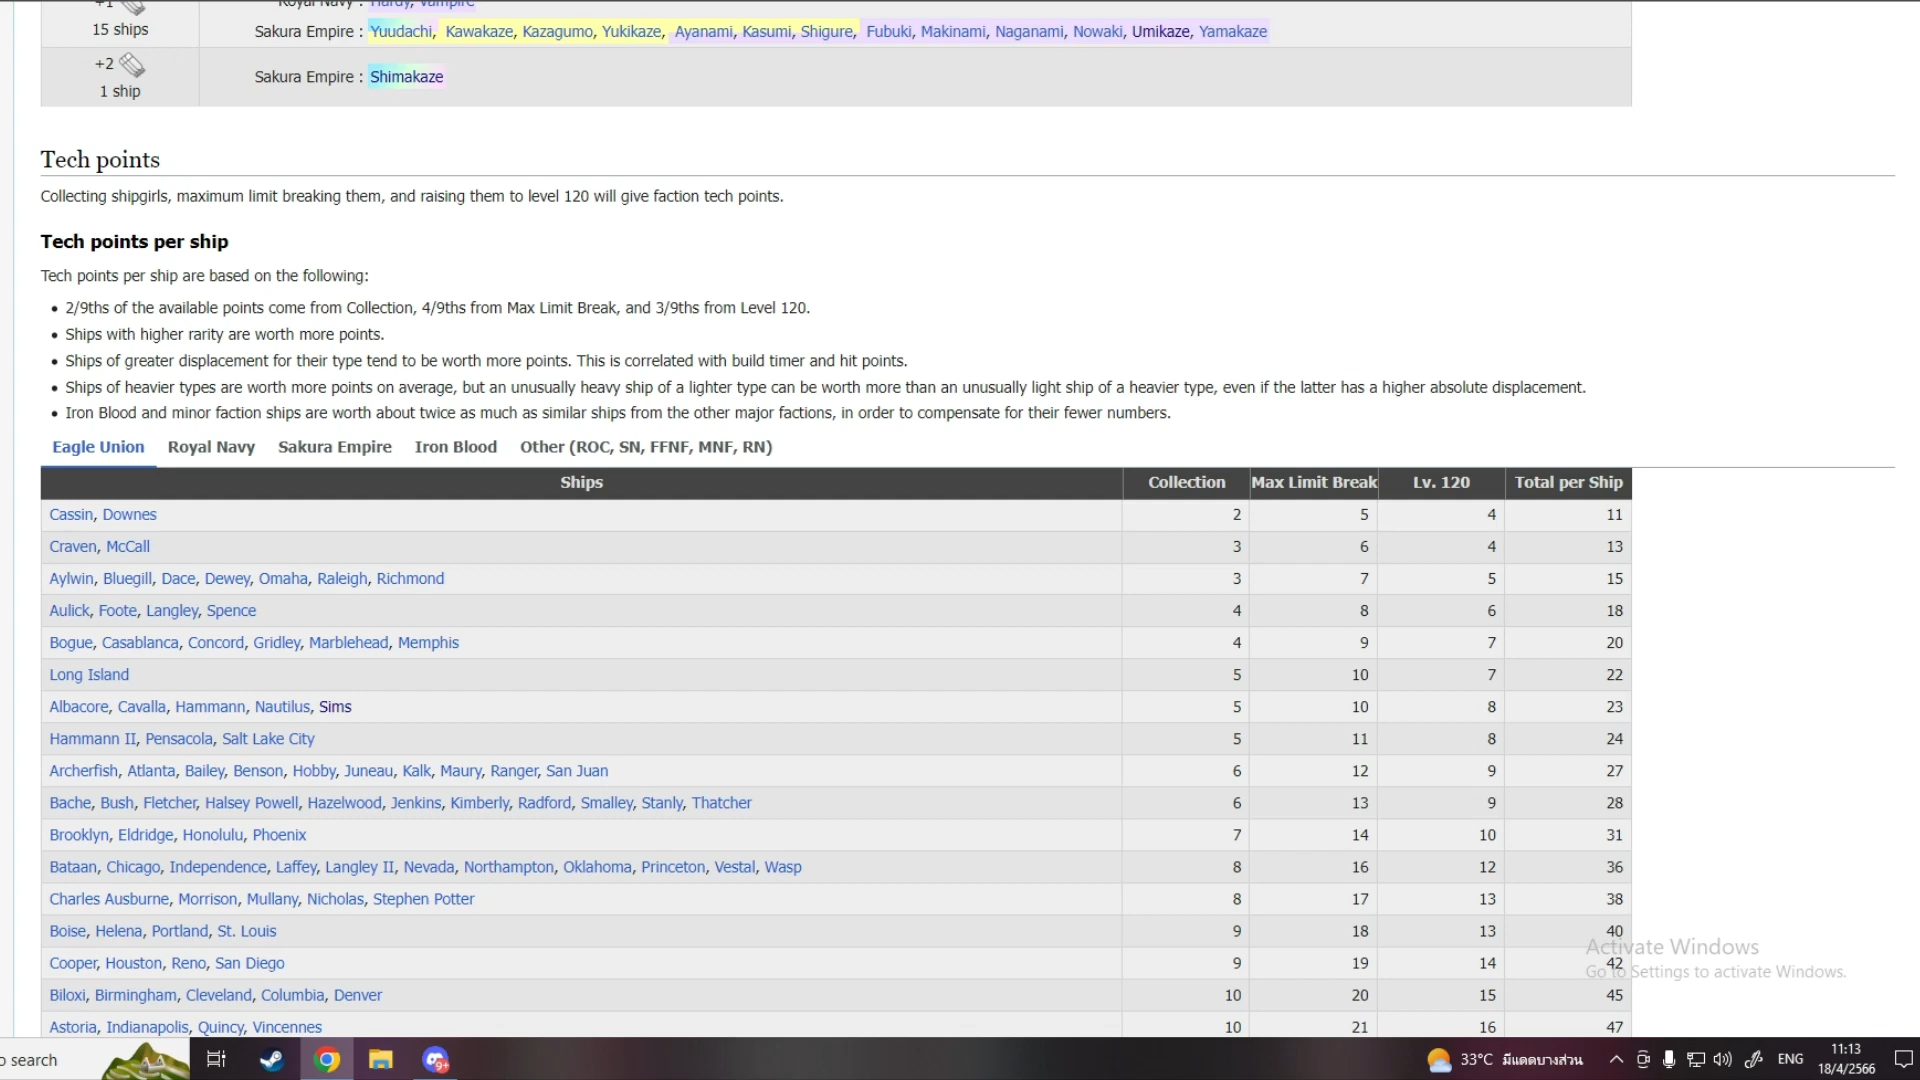 +1
Royal Navy : Hardy, Vampire
15 ships
Sakura Empire : Yuudachi, Kawakaze, Kazagumo, Yukikaze, Ayanami, Kasumi, Shigure, Fubuki, Makinami, Naganami, Nowaki, Umikaze, Yamakaze
+2
1 ship
Sakura Empire : Shimakaze
Tech points
Collecting shipgirls, maximum limit breaking them, and raising them to level 120 will give faction tech points.
Tech points per ship
Tech points per ship are based on the following:
• 2/9ths of the available points come from Collection, 4/9ths from Max Limit Break, and 3/9ths from Level 120.
• Ships with higher rarity are worth more points.
• Ships of greater displacement for their type tend to be worth more points. This is correlated with build timer and hit points.
• Ships of heavier types are worth more points on average, but an unusually heavy ship of a lighter type can be worth more than an unusually light ship of a heavier type, even if the latter has a higher absolute displacement.
• Iron Blood and minor faction ships are worth about twice as much as similar ships from the other major factions, in order to compensate for their fewer numbers.
Eagle Union Royal Navy Sakura Empire Iron Blood Other (ROC, SN, FFNF, MNF, RN)
Ships Collection Max Limit Break Lv. 120 Total per Ship
Cassin, Downes 2 5 4 11
Craven, McCall 3 6 4 13
Aylwin, Bluegill, Dace, Dewey, Omaha, Raleigh, Richmond 3 7 5 15
Aulick, Foote, Langley, Spence 4 8 6 18
Bogue, Casablanca, Concord, Gridley, Marblehead, Memphis 4 9 7 20
Long Island 5 10 7 22
Albacore, Cavalla, Hammann, Nautilus, Sims 5 10 8 23
Hammann II, Pensacola, Salt Lake City 5 11 8 24
Archerfish, Atlanta, Bailey, Benson, Hobby, Juneau, Kalk, Maury, Ranger, San Juan 6 12 9 27
Bache, Bush, Fletcher, Halsey Powell, Hazelwood, Jenkins, Kimberly, Radford, Smalley, Stanly, Thatcher 6 13 9 28
Brooklyn, Eldridge, Honolulu, Phoenix 7 14 10 31
Bataan, Chicago, Independence, Laffey, Langley II, Nevada, Northampton, Oklahoma, Princeton, Vestal, Wasp 8 16 12 36
Charles Ausburne, Morrison, Mullany, Nicholas, Stephen Potter 8 17 13 38
Boise, Helena, Portland, St. Louis 9 18 13 40
Cooper, Houston, Reno, San Diego 9 19 14 42
Biloxi, Birmingham, Cleveland, Columbia, Denver 10 20 15 45
Astoria, Indianapolis, Quincy, Vincennes 10 21 16 47
Activate Windows
Go to Settings to activate Windows.
o search
9+
33°C มีแดดบางส่วน
ENG
11:13
18/4/2566